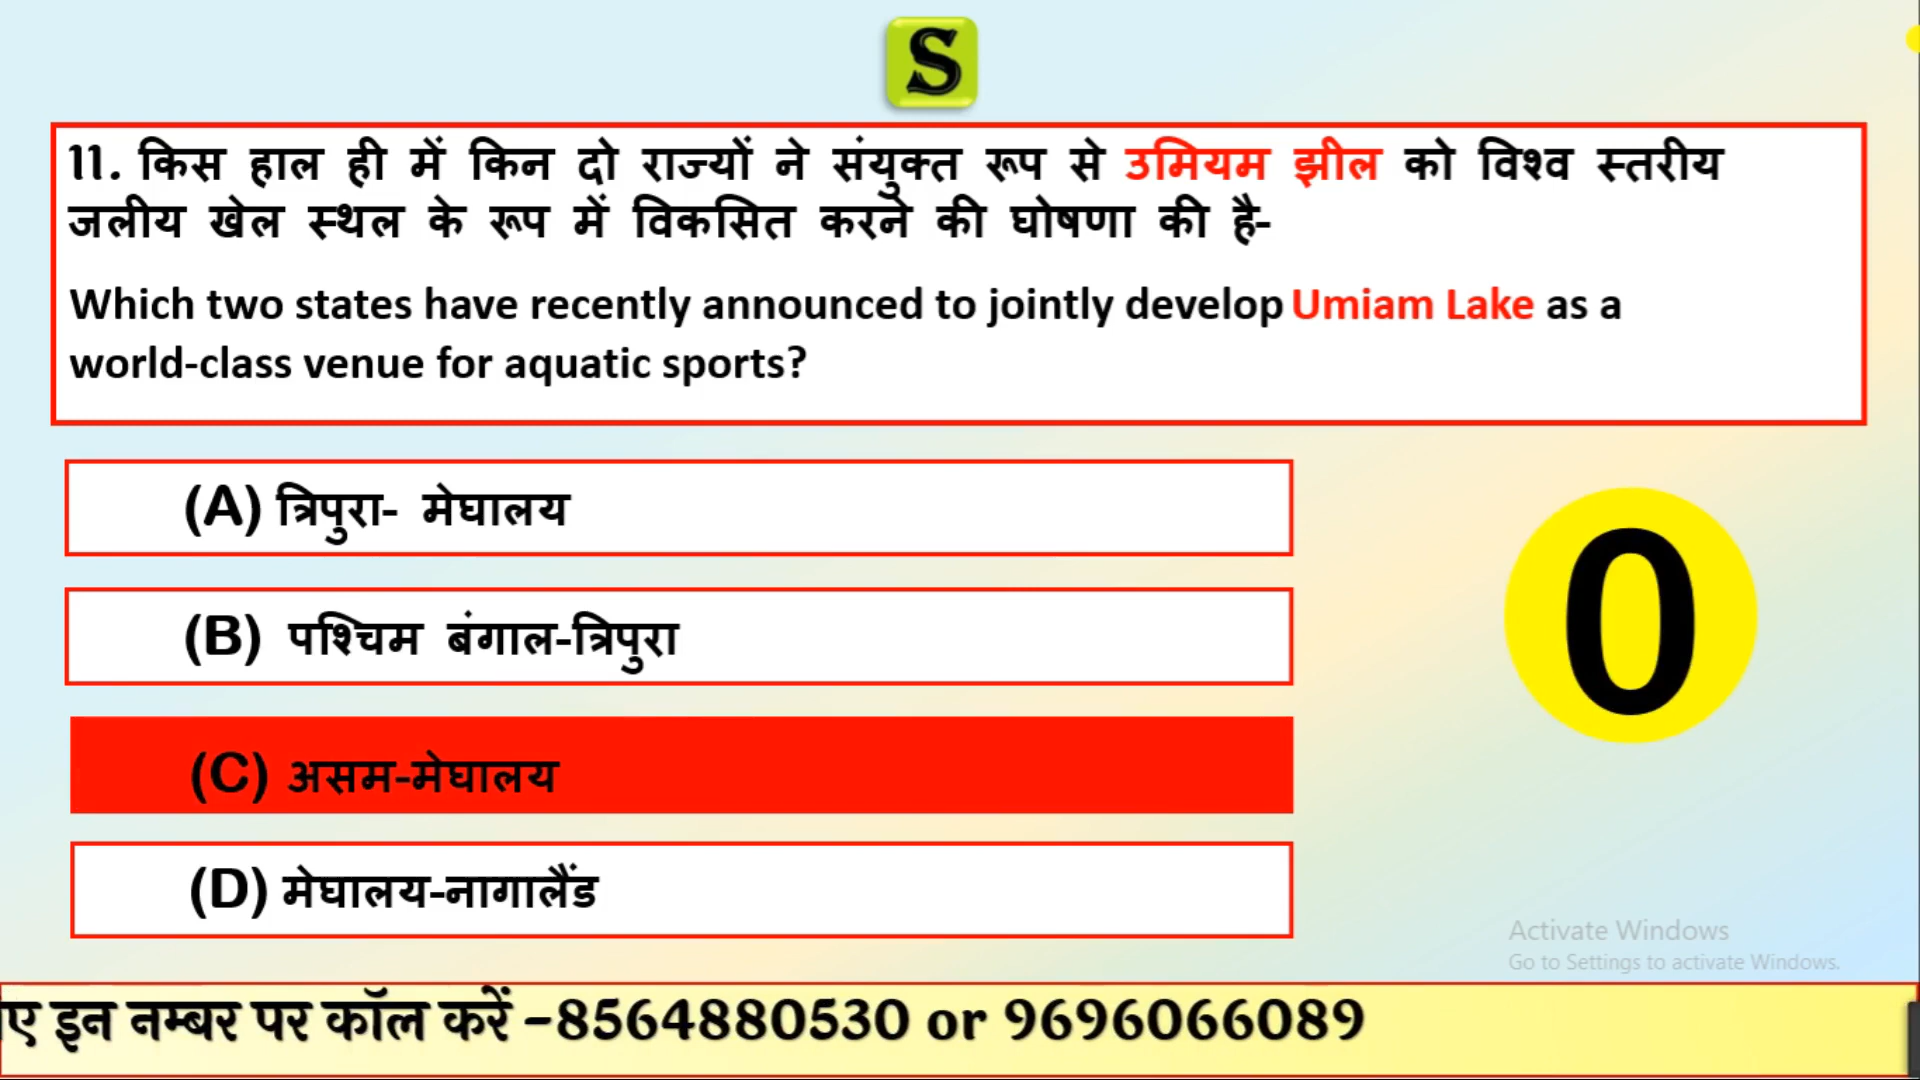 S
11. किस हाल ही में किन दो राज्यों ने संयुक्त रूप से उमियम झील को विश्व स्तरीय
जलीय खेल स्थल के रूप में विकसित करने की घोषणा की है-
Which two states have recently announced to jointly develop Umiam Lake as a
world-class venue for aquatic sports?
(A) त्रिपुरा- मेघालय
(B) पश्चिम बंगाल-त्रिपुरा
(C) असम-मेघालय
(D) मेघालय-नागालैंड
0
Activate Windows
Go to Settings to activate Windows.
इन नम्बर पर कॉल करें -8564880530 or 9696066089